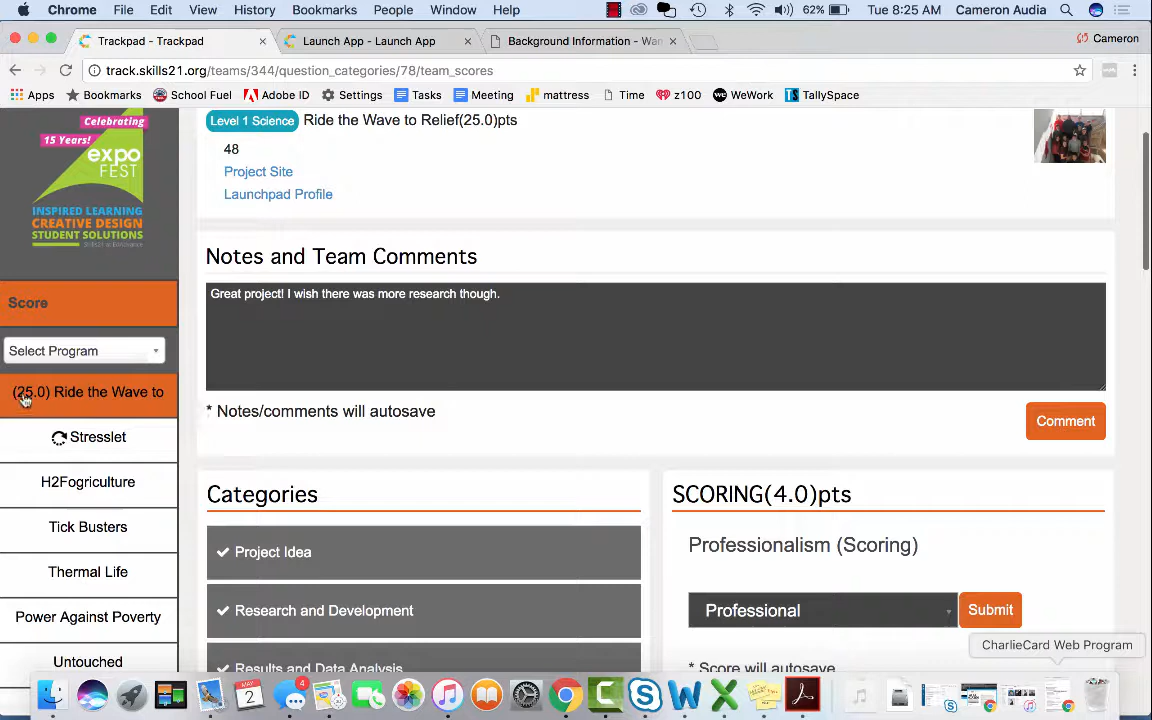 Chrome File Edit View History Bookmarks People Window Help 62% Tue 8:25 AM Cameron Audia
Trackpad - Trackpad Launch App - Launch App Background Information - Wan Cameron
track.skills21.org/teams/344/question_categories/78/team_scores
Apps Bookmarks School Fuel Adobe ID Settings Tasks Meeting mattress Time z100 WeWork TallySpace
Celebrating
15 Years!
expo
FEST
INSPIRED LEARNING
CREATIVE DESIGN
STUDENT SOLUTIONS
Level 1 Science Ride the Wave to Relief(25.0)pts
48
Project Site
Launchpad Profile
Score
Select Program
(25.0) Ride the Wave to
Stresslet
H2Fogriculture
Tick Busters
Thermal Life
Power Against Poverty
Untouched
Notes and Team Comments
Great project! I wish there was more research though.
* Notes/comments will autosave
Comment
Categories
Project Idea
Research and Development
Results and Data Analysis
SCORING(4.0)pts
Professionalism (Scoring)
Professional
Submit
* Score will autosave
CharlieCard Web Program
MAY
2
4